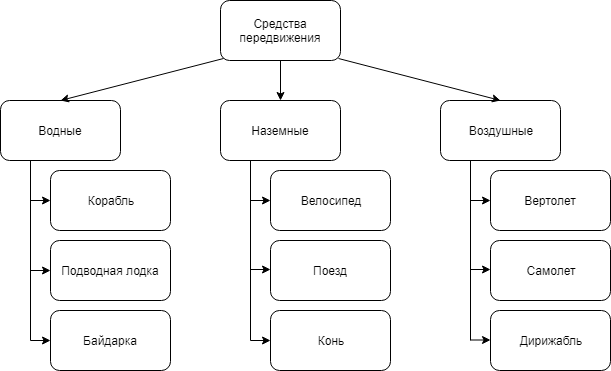 Средства
передвижения
Водные
Наземные
Воздушные
Корабль
Велосипед
Вертолет
Подводная лодка
Поезд
Самолет
Байдарка
Конь
Дирижабль